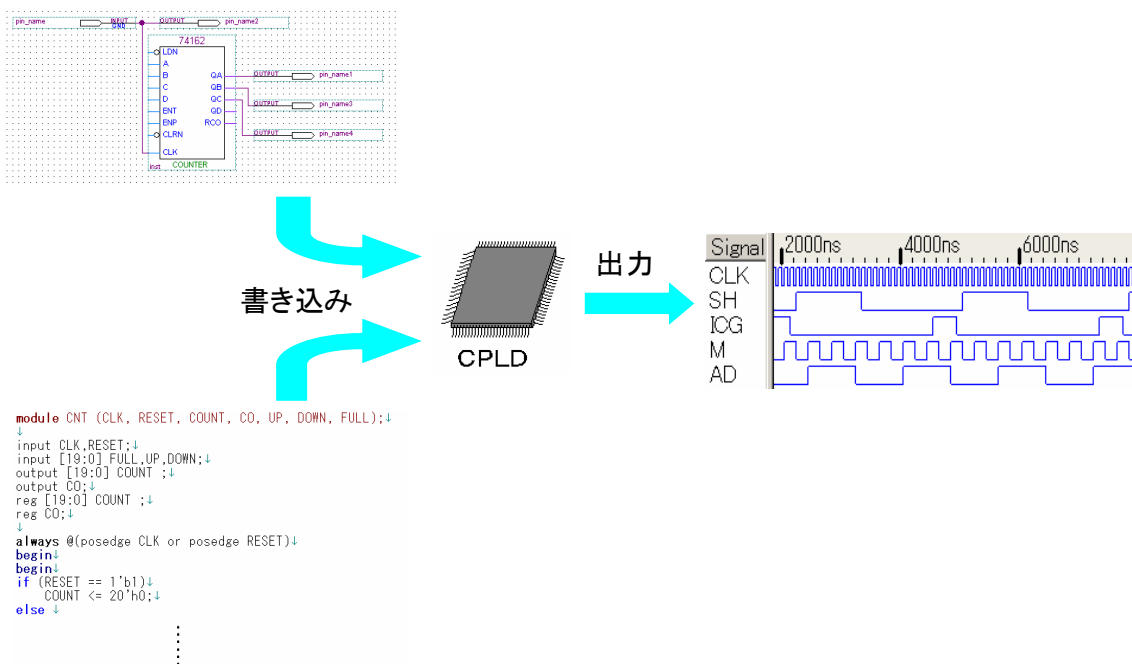 pin_name INPUT GND OUTPUT pin_name2
74162
LDN
A
B QA OUTPUT pin_name1
C QB
D QC OUTPUT pin_name3
ENT QD
ENP RCO
CLRN OUTPUT pin_name4
CLK
inst COUNTER
書き込み
CPLD
出力
Signal 2000ns 4000ns 6000ns
CLK
SH
ICG
M
AD
module CNT (CLK, RESET, COUNT, CO, UP, DOWN, FULL);↓
↓
input CLK,RESET;↓
input [19:0] FULL,UP,DOWN;↓
output [19:0] COUNT ;↓
output CO;↓
reg [19:0] COUNT ;↓
reg CO;↓
↓
always @(posedge CLK or posedge RESET)↓
begin↓
begin↓
if (RESET == 1'b1)↓
COUNT <= 20'h0;↓
else ↓